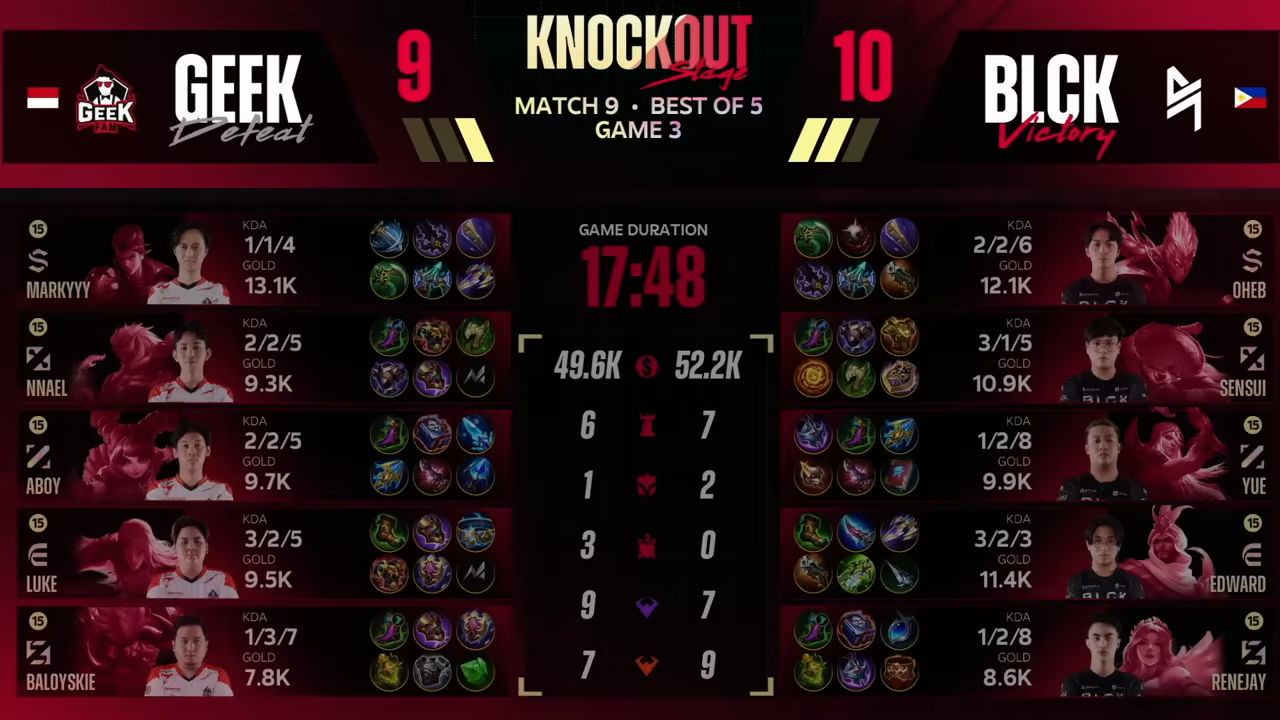 KNOCKOUT
Stage
MATCH 9 • BEST OF 5
GAME 3
GEEK
FAM
GEEK
Defeat
9
10
BLCK
Victory
GAME DURATION
17:48
49.6K 52.2K
6 7
1 2
3 0
9 7
7 9
15
MARKYYY
KDA
1/1/4
GOLD
13.1K
15
NNAEL
KDA
2/2/5
GOLD
9.3K
15
ABOY
KDA
2/2/5
GOLD
9.7K
15
LUKE
KDA
3/2/5
GOLD
9.5K
15
BALOYSKIE
KDA
1/3/7
GOLD
7.8K
KDA
2/2/6
GOLD
12.1K
15
OHEB
KDA
3/1/5
GOLD
10.9K
15
SENSUI
KDA
1/2/8
GOLD
9.9K
15
YUE
KDA
3/2/3
GOLD
11.4K
15
EDWARD
KDA
1/2/8
GOLD
8.6K
15
RENEJAY